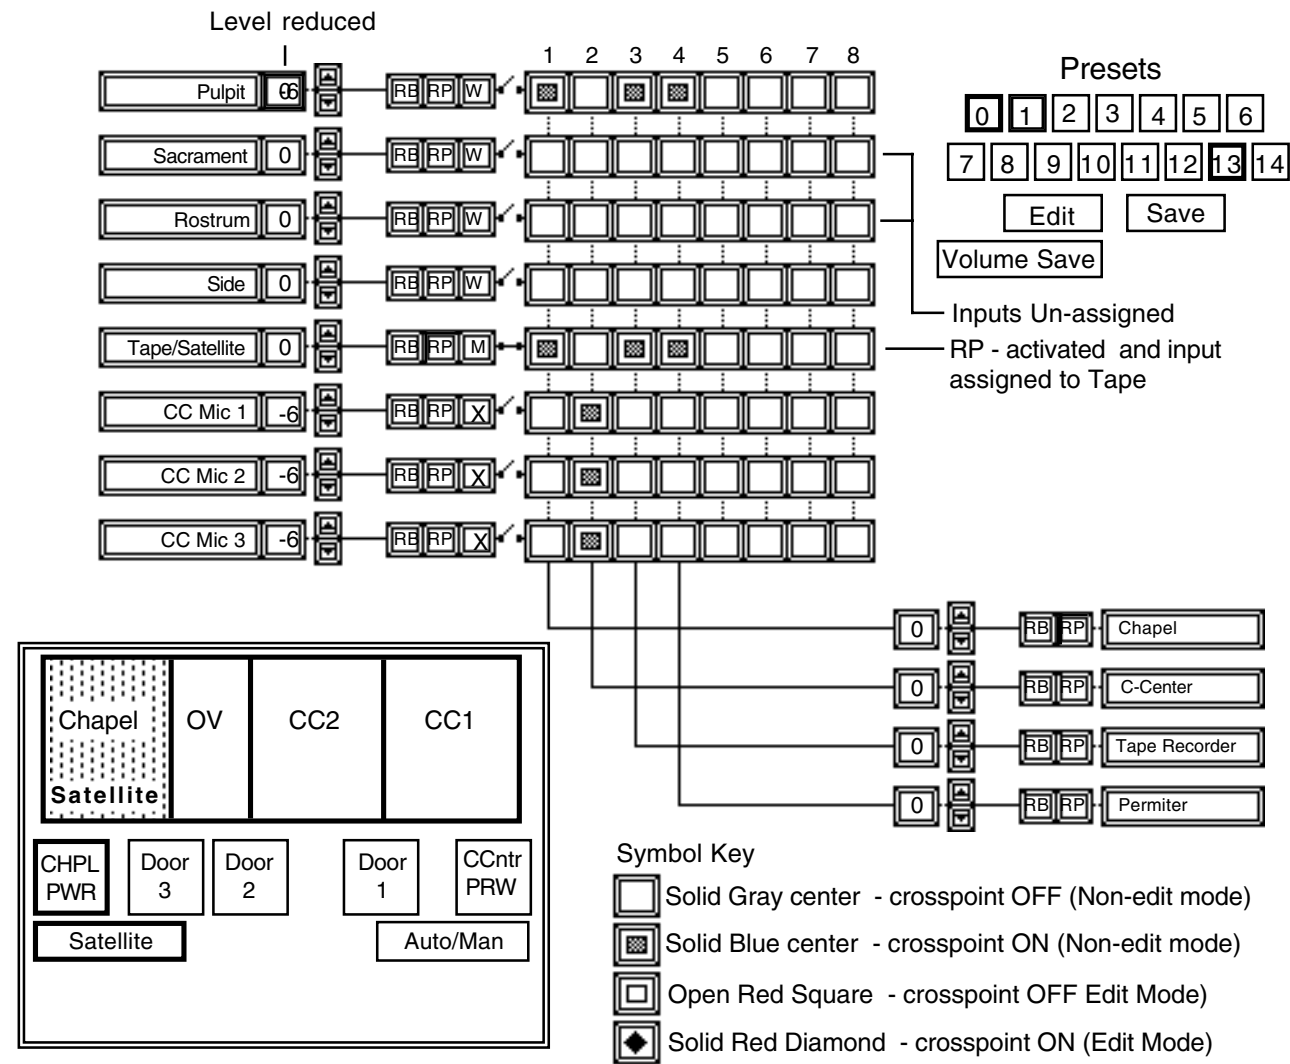 Level reduced
1 2 3 4 5 6 7 8
Pulpit -6 RB RP W
Sacrament 0 RB RP W
Rostrum 0 RB RP W
Side 0 RB RP W
Tape/Satellite 0 RB RP M
CC Mic 1 -6 RB RP X
CC Mic 2 -6 RB RP X
CC Mic 3 -6 RB RP X
Presets
0 1 2 3 4 5 6
7 8 9 10 11 12 13 14
Edit Save
Volume Save
Inputs Un-assigned
RP - activated and input
assigned to Tape
0 RB RP Chapel
0 RB RP C-Center
0 RB RP Tape Recorder
0 RB RP Permiter
Chapel OV CC2 CC1
Satellite
CHPL
PWR
Door
3
Door
2
Door
1
CCntr
PRW
Satellite
Auto/Man
Symbol Key
Solid Gray center - crosspoint OFF (Non-edit mode)
Solid Blue center - crosspoint ON (Non-edit mode)
Open Red Square - crosspoint OFF Edit Mode)
Solid Red Diamond - crosspoint ON (Edit Mode)